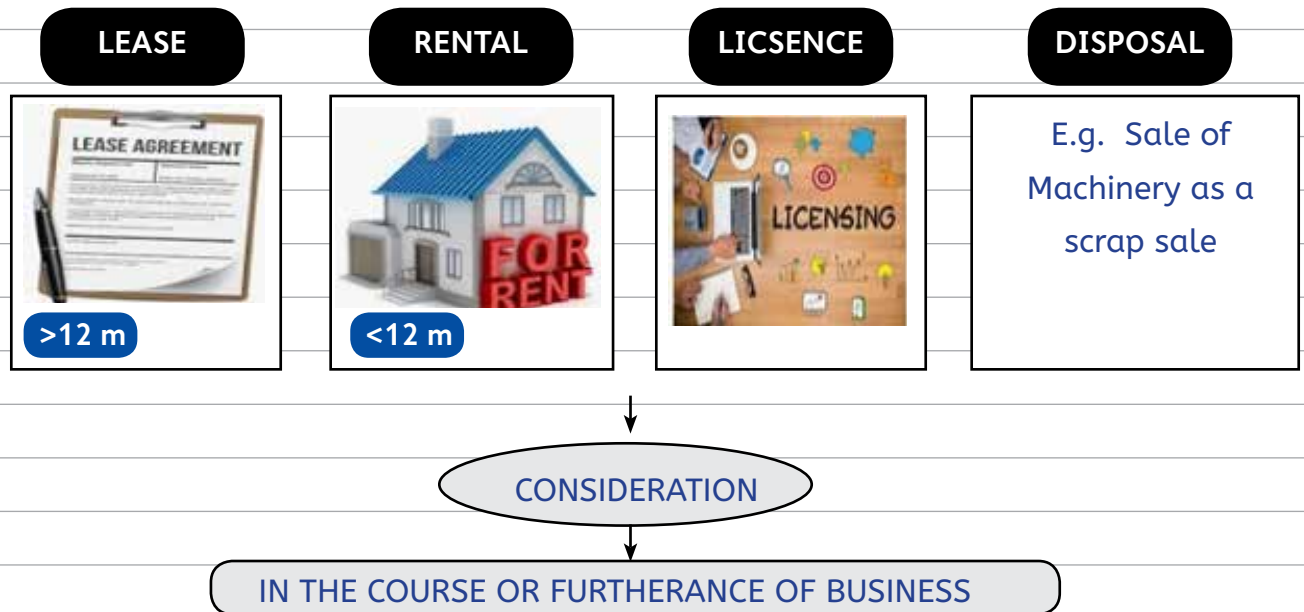 LEASE
RENTAL
LICSENCE
DISPOSAL
LEASE AGREEMENT
>12 m
FOR
RENT
<12 m
LICENSING
E.g. Sale of
Machinery as a
scrap sale
CONSIDERATION
IN THE COURSE OR FURTHERANCE OF BUSINESS